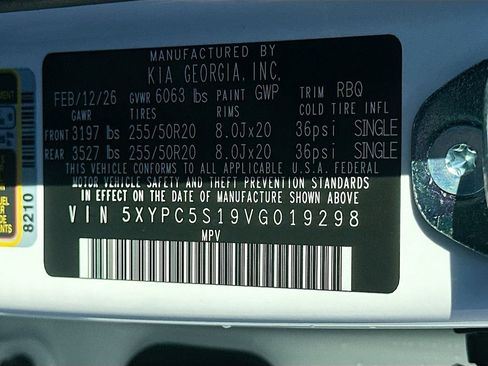 MANUFACTURED BY
KIA GEORGIA, INC.
FEB/12/26 GVWR 6063 lbs PAINT GWP TRIM RBQ
GAWR TIRES RIMS COLD TIRE INFL
FRONT 3197 lbs 255/50R20 8.0Jx20 36psi SINGLE
REAR 3527 lbs 255/50R20 8.0Jx20 36psi SINGLE
THIS VEHICLE CONFORMS TO ALL APPLICABLE U.S.A. FEDERAL
MOTOR VEHICLE SAFETY AND THEFT PREVENTION STANDARDS
IN EFFECT ON THE DATE OF MANUFACTURE SHOWN ABOVE.
VIN 5XYPC5S19VG019298
MPV
8210